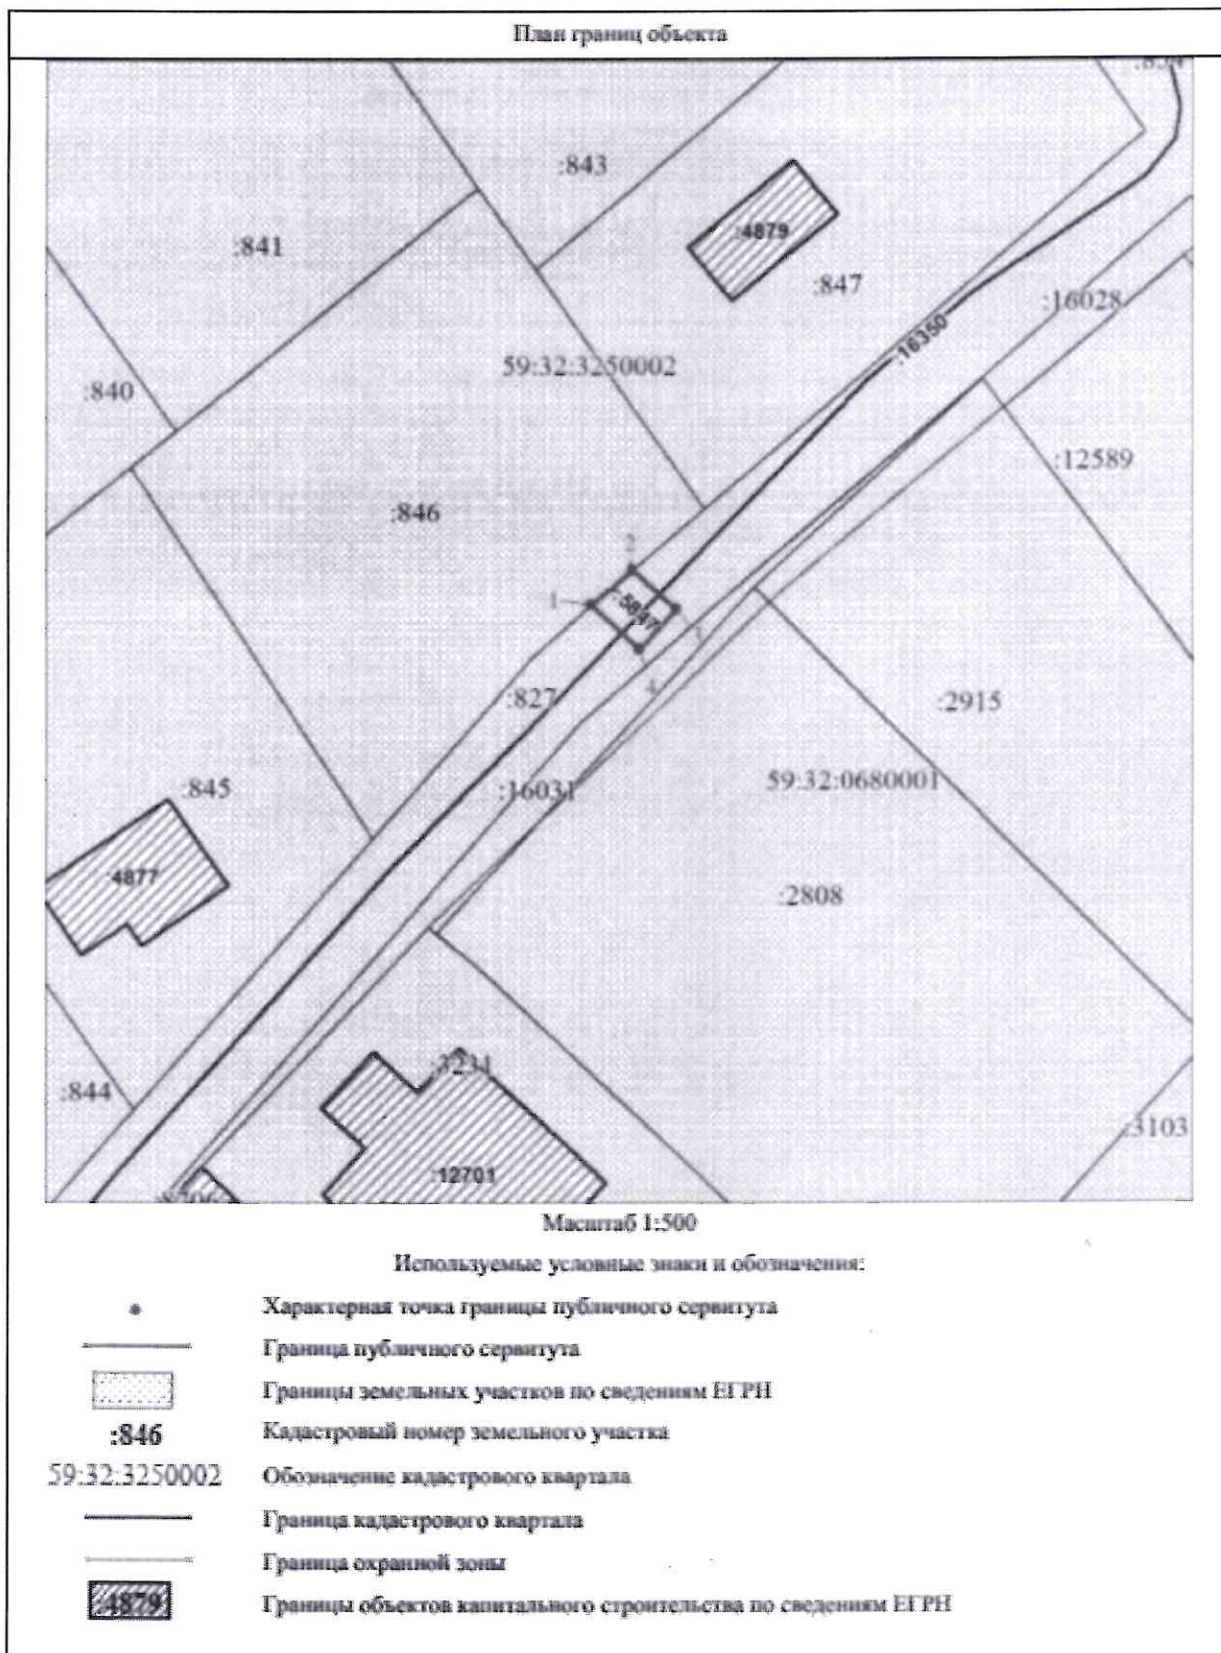 План границ объекта
:843
:4879
:841
:847
:16028
:16350
59:32:3250002
:840
:12589
:846
2
1
:5847
3
4
:827
:2915
:845
:16031
59:32:0680001
:4877
:2808
:3231
:844
:3103
:12701
Масштаб 1:500
Используемые условные знаки и обозначения:
Характерная точка границы публичного сервитута
Граница публичного сервитута
Границы земельных участков по сведениям ЕГРН
:846 Кадастровый номер земельного участка
59:32:3250002 Обозначение кадастрового квартала
Граница кадастрового квартала
Граница охранной зоны
:4879 Границы объектов капитального строительства по сведениям ЕГРН